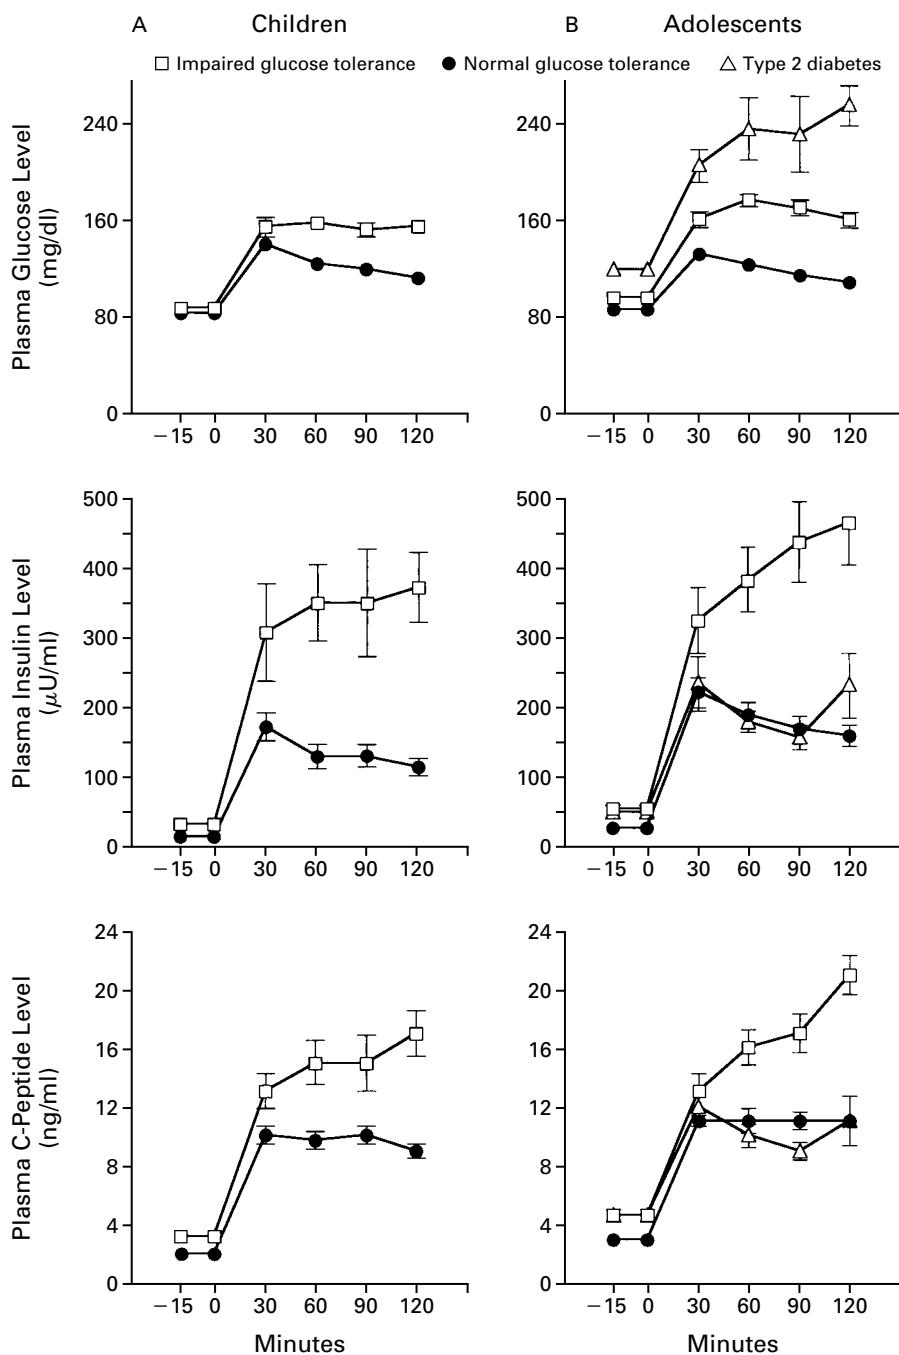 A Children B Adolescents
Impaired glucose tolerance Normal glucose tolerance Type 2 diabetes
Plasma Glucose Level
(mg/dl)
240
160
80
0
−15 0 30 60 90 120
240
160
80
0
−15 0 30 60 90 120
Plasma Insulin Level
(μU/ml)
500
400
300
200
100
0
−15 0 30 60 90 120
500
400
300
200
100
0
−15 0 30 60 90 120
Plasma C-Peptide Level
(ng/ml)
24
20
16
12
8
4
0
−15 0 30 60 90 120
Minutes
24
20
16
12
8
4
0
−15 0 30 60 90 120
Minutes